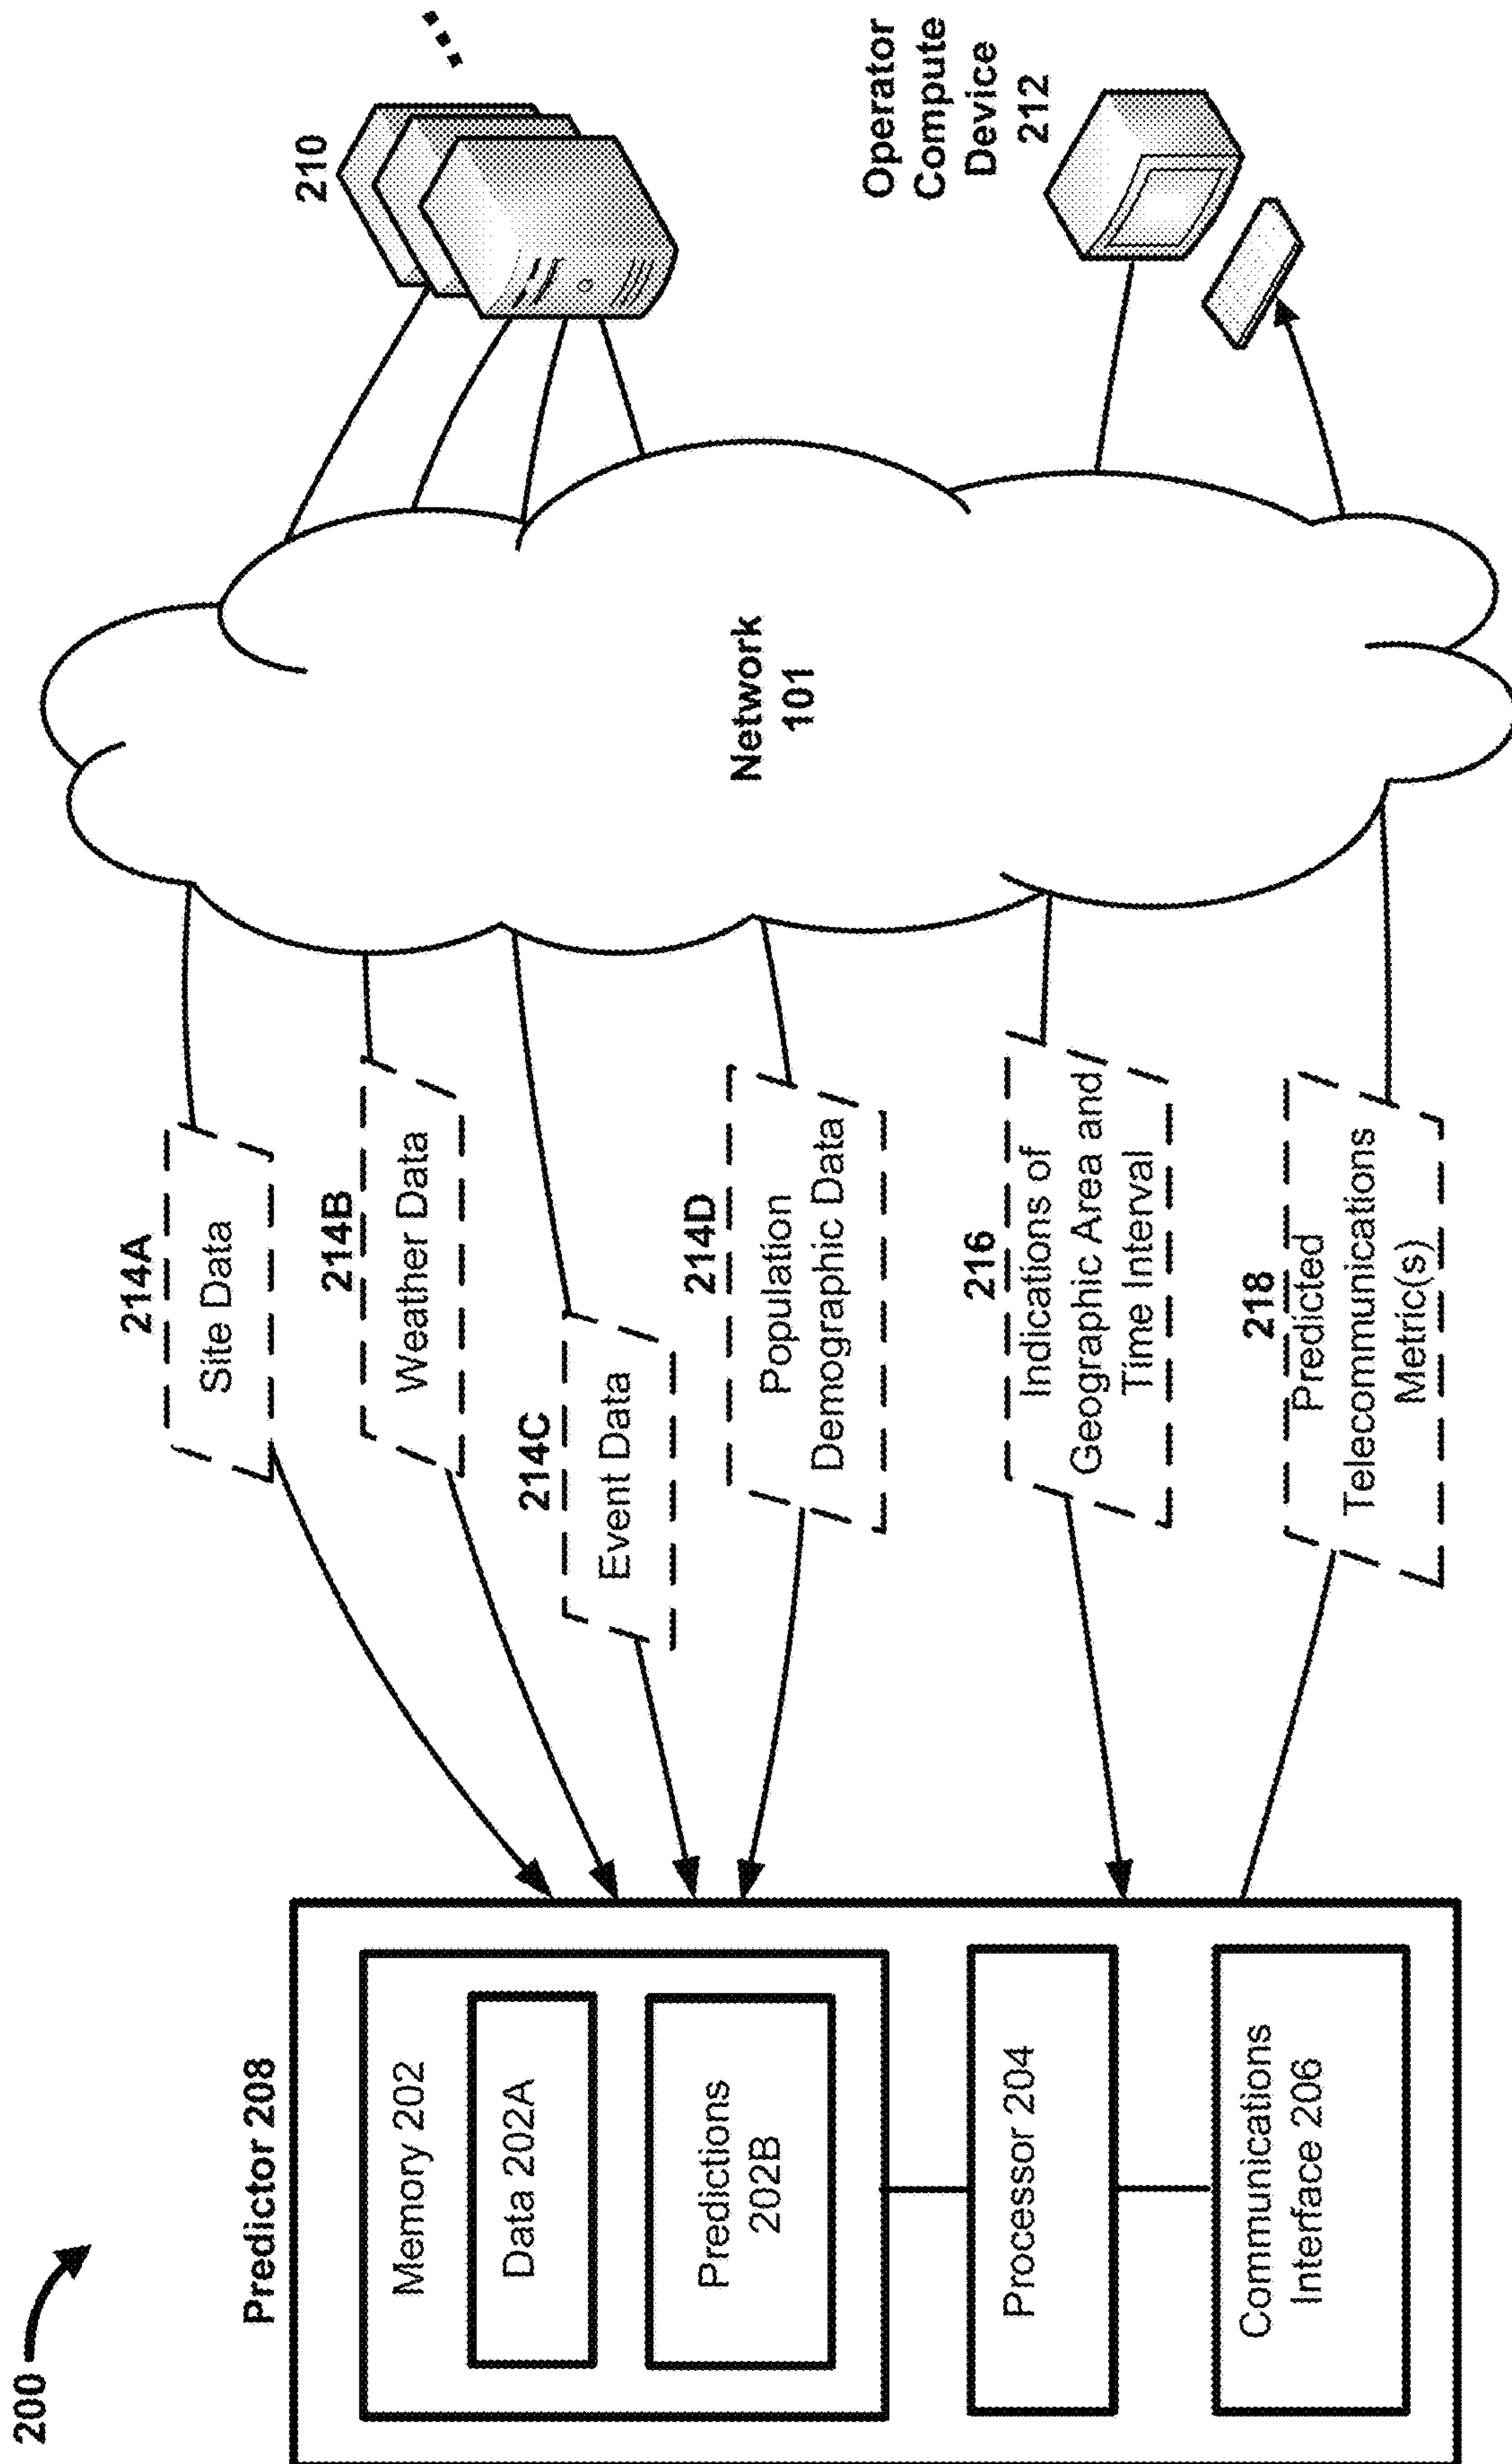 200
Predictor 208
Memory 202
Data 202A
Predictions
202B
Processor 204
Communications
Interface 206
214A
Site Data
214B
Weather Data
214C
Event Data
214D
Population
Demographic Data
216
Indications of
Geographic Area and
Time Interval
218
Predicted
Telecommunications
Metric(s)
Network
101
210
Operator
Compute
Device
212